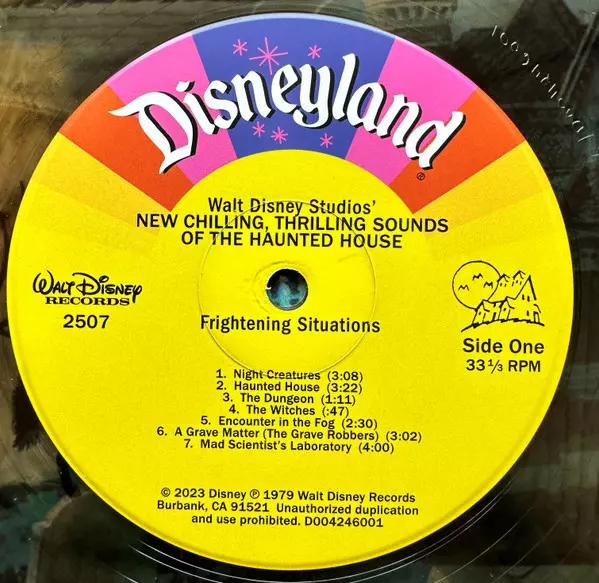 Disneyland
®
Walt Disney Studios'
NEW CHILLING, THRILLING SOUNDS
OF THE HAUNTED HOUSE
WALT DISNEY
RECORDS
2507
Frightening Situations
Side One
33 1/3 RPM
1. Night Creatures (3:08)
2. Haunted House (3:22)
3. The Dungeon (1:11)
4. The Witches (:47)
5. Encounter in the Fog (2:30)
6. A Grave Matter (The Grave Robbers) (3:02)
7. Mad Scientist's Laboratory (4:00)
© 2023 Disney Ⓟ 1979 Walt Disney Records
Burbank, CA 91521 Unauthorized duplication
and use prohibited. D004246001